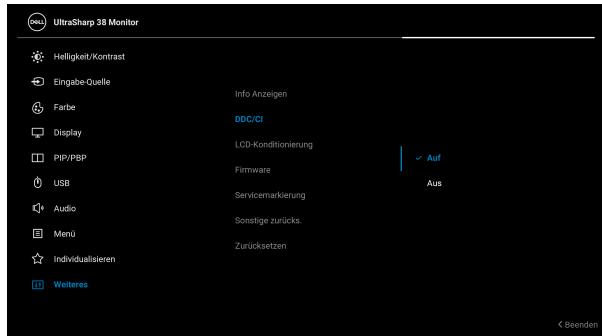 DELL UltraSharp 38 Monitor
Helligkeit/Kontrast
Eingabe-Quelle
Farbe
Display
PIP/PBP
USB
Audio
Menü
Individualisieren
Weiteres
Info Anzeigen
DDC/CI
LCD-Konditionierung
Firmware
Servicemarkierung
Sonstige zurücks.
Zurücksetzen
Auf
Aus
Beenden